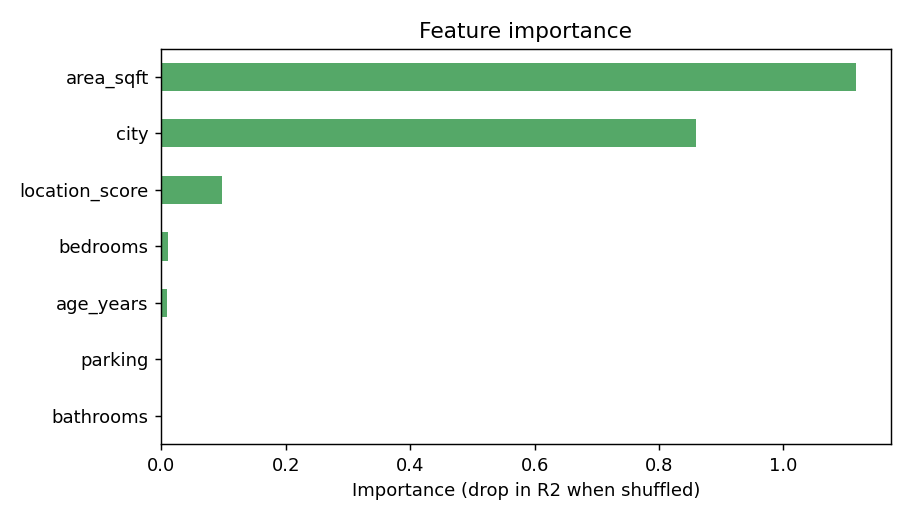 Feature importance
area_sqft
city
location_score
bedrooms
age_years
parking
bathrooms
0.0 0.2 0.4 0.6 0.8 1.0
Importance (drop in R2 when shuffled)